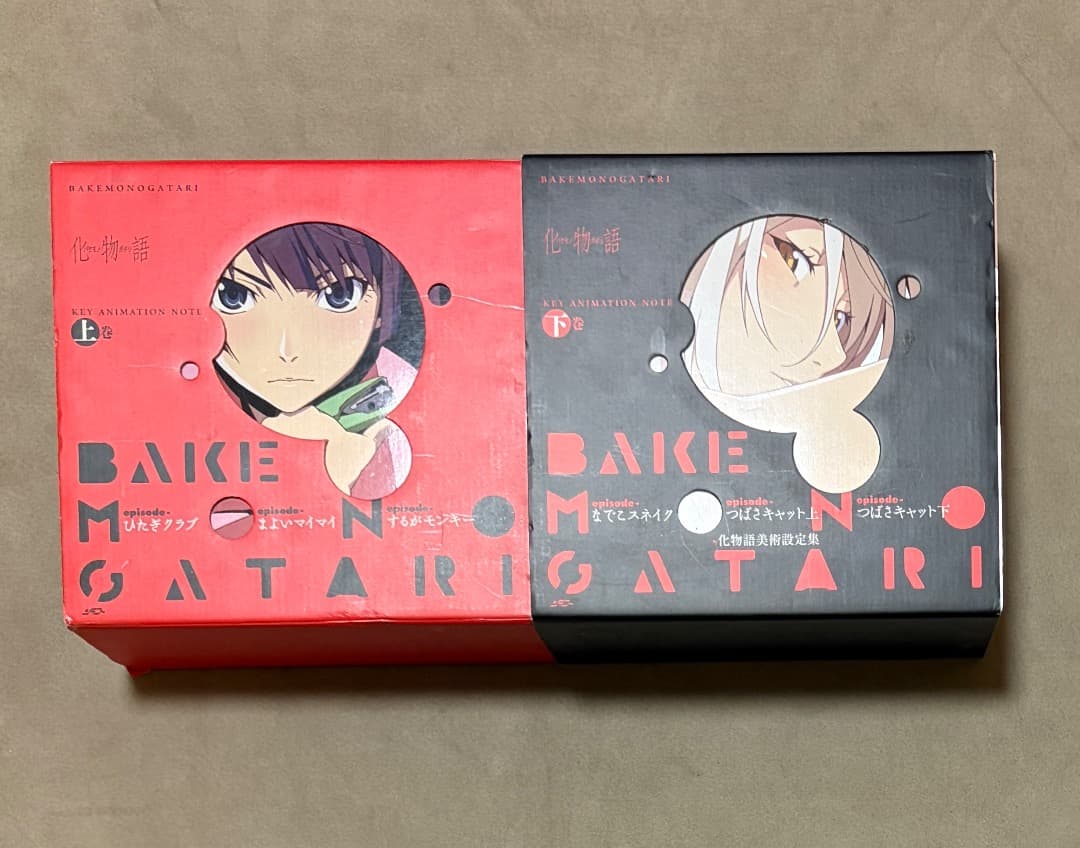 BAKEMONOGATARI
化物語
KEY ANIMATION NOTE
上巻
BAKE
MONO
GATARI
episode-
ひたぎクラブ
episode-
まよいマイマイ
episode-
するがモンキー
BAKEMONOGATARI
化物語
KEY ANIMATION NOTE
下巻
BAKE
MONO
GATARI
episode-
なでこスネイク
episode-
つばさキャット上
episode-
つばさキャット下
化物語美術設定集